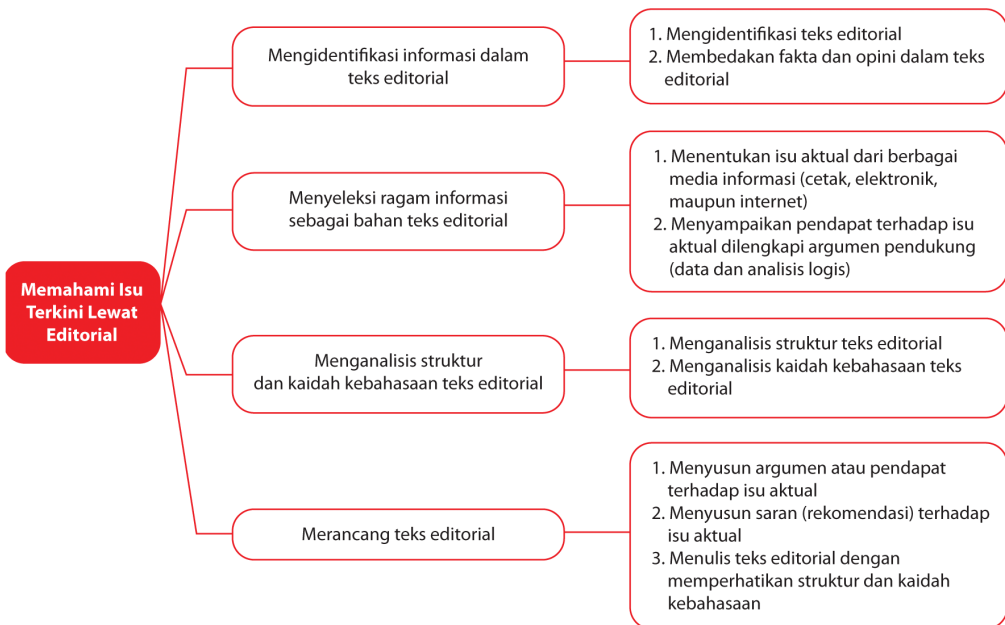 Memahami Isu
Terkini Lewat
Editorial
Mengidentifikasi informasi dalam
teks editorial
1. Mengidentifikasi teks editorial
2. Membedakan fakta dan opini dalam teks
editorial
Menyeleksi ragam informasi
sebagai bahan teks editorial
1. Menentukan isu aktual dari berbagai
media informasi (cetak, elektronik,
maupun internet)
2. Menyampaikan pendapat terhadap isu
aktual dilengkapi argumen pendukung
(data dan analisis logis)
Menganalisis struktur
dan kaidah kebahasaan teks editorial
1. Menganalisis struktur teks editorial
2. Menganalisis kaidah kebahasaan teks
editorial
Merancang teks editorial
1. Menyusun argumen atau pendapat
terhadap isu aktual
2. Menyusun saran (rekomendasi) terhadap
isu aktual
3. Menulis teks editorial dengan
memperhatikan struktur dan kaidah
kebahasaan